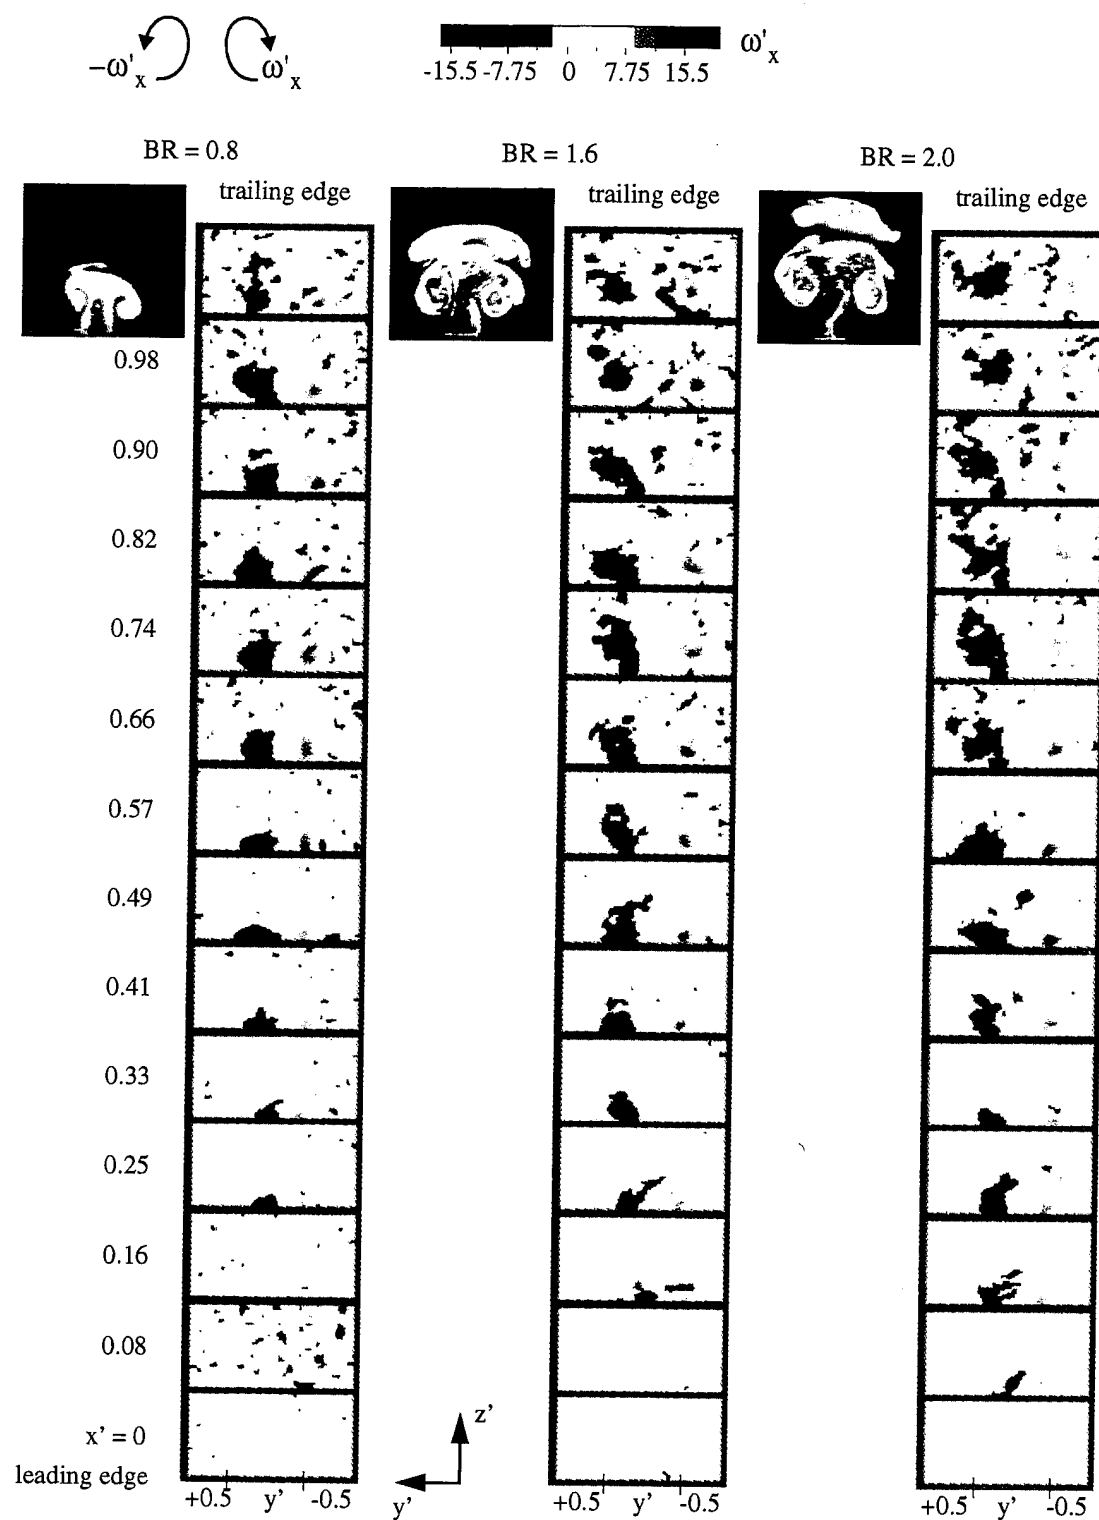 −ω'x ω'x
ω'x
-15.5 -7.75 0 7.75 15.5
BR = 0.8 BR = 1.6 BR = 2.0
trailing edge trailing edge trailing edge
0.98
0.90
0.82
0.74
0.66
0.57
0.49
0.41
0.33
0.25
0.16
0.08
z'
x' = 0
leading edge
y'
+0.5 y' -0.5 +0.5 y' -0.5 +0.5 y' -0.5